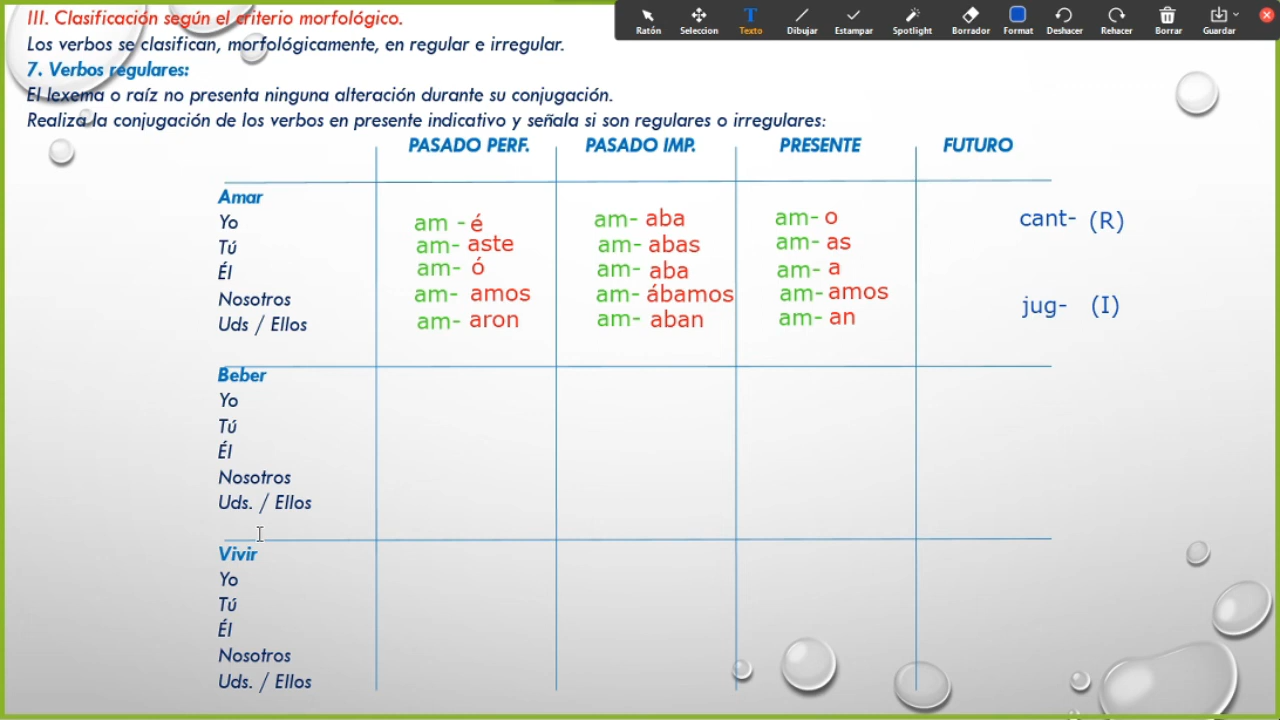 III. Clasificación según el criterio morfológico.
Ratón Seleccion Texto Dibujar Estampar Spotlight Borrador Format Deshacer Rehacer Borrar Guardar
Los verbos se clasifican, morfológicamente, en regular e irregular.
7. Verbos regulares:
El lexema o raíz no presenta ninguna alteración durante su conjugación.
Realiza la conjugación de los verbos en presente indicativo y señala si son regulares o irregulares:
PASADO PERF. PASADO IMP. PRESENTE FUTURO
Amar
Yo am - é am- aba am- o cant- (R)
Tú am- aste am- abas am- as
Él am- ó am- aba am- a
Nosotros am- amos am- ábamos am- amos jug- (I)
Uds / Ellos am- aron am- aban am- an
Beber
Yo
Tú
Él
Nosotros
Uds. / Ellos
Vivir
Yo
Tú
Él
Nosotros
Uds. / Ellos